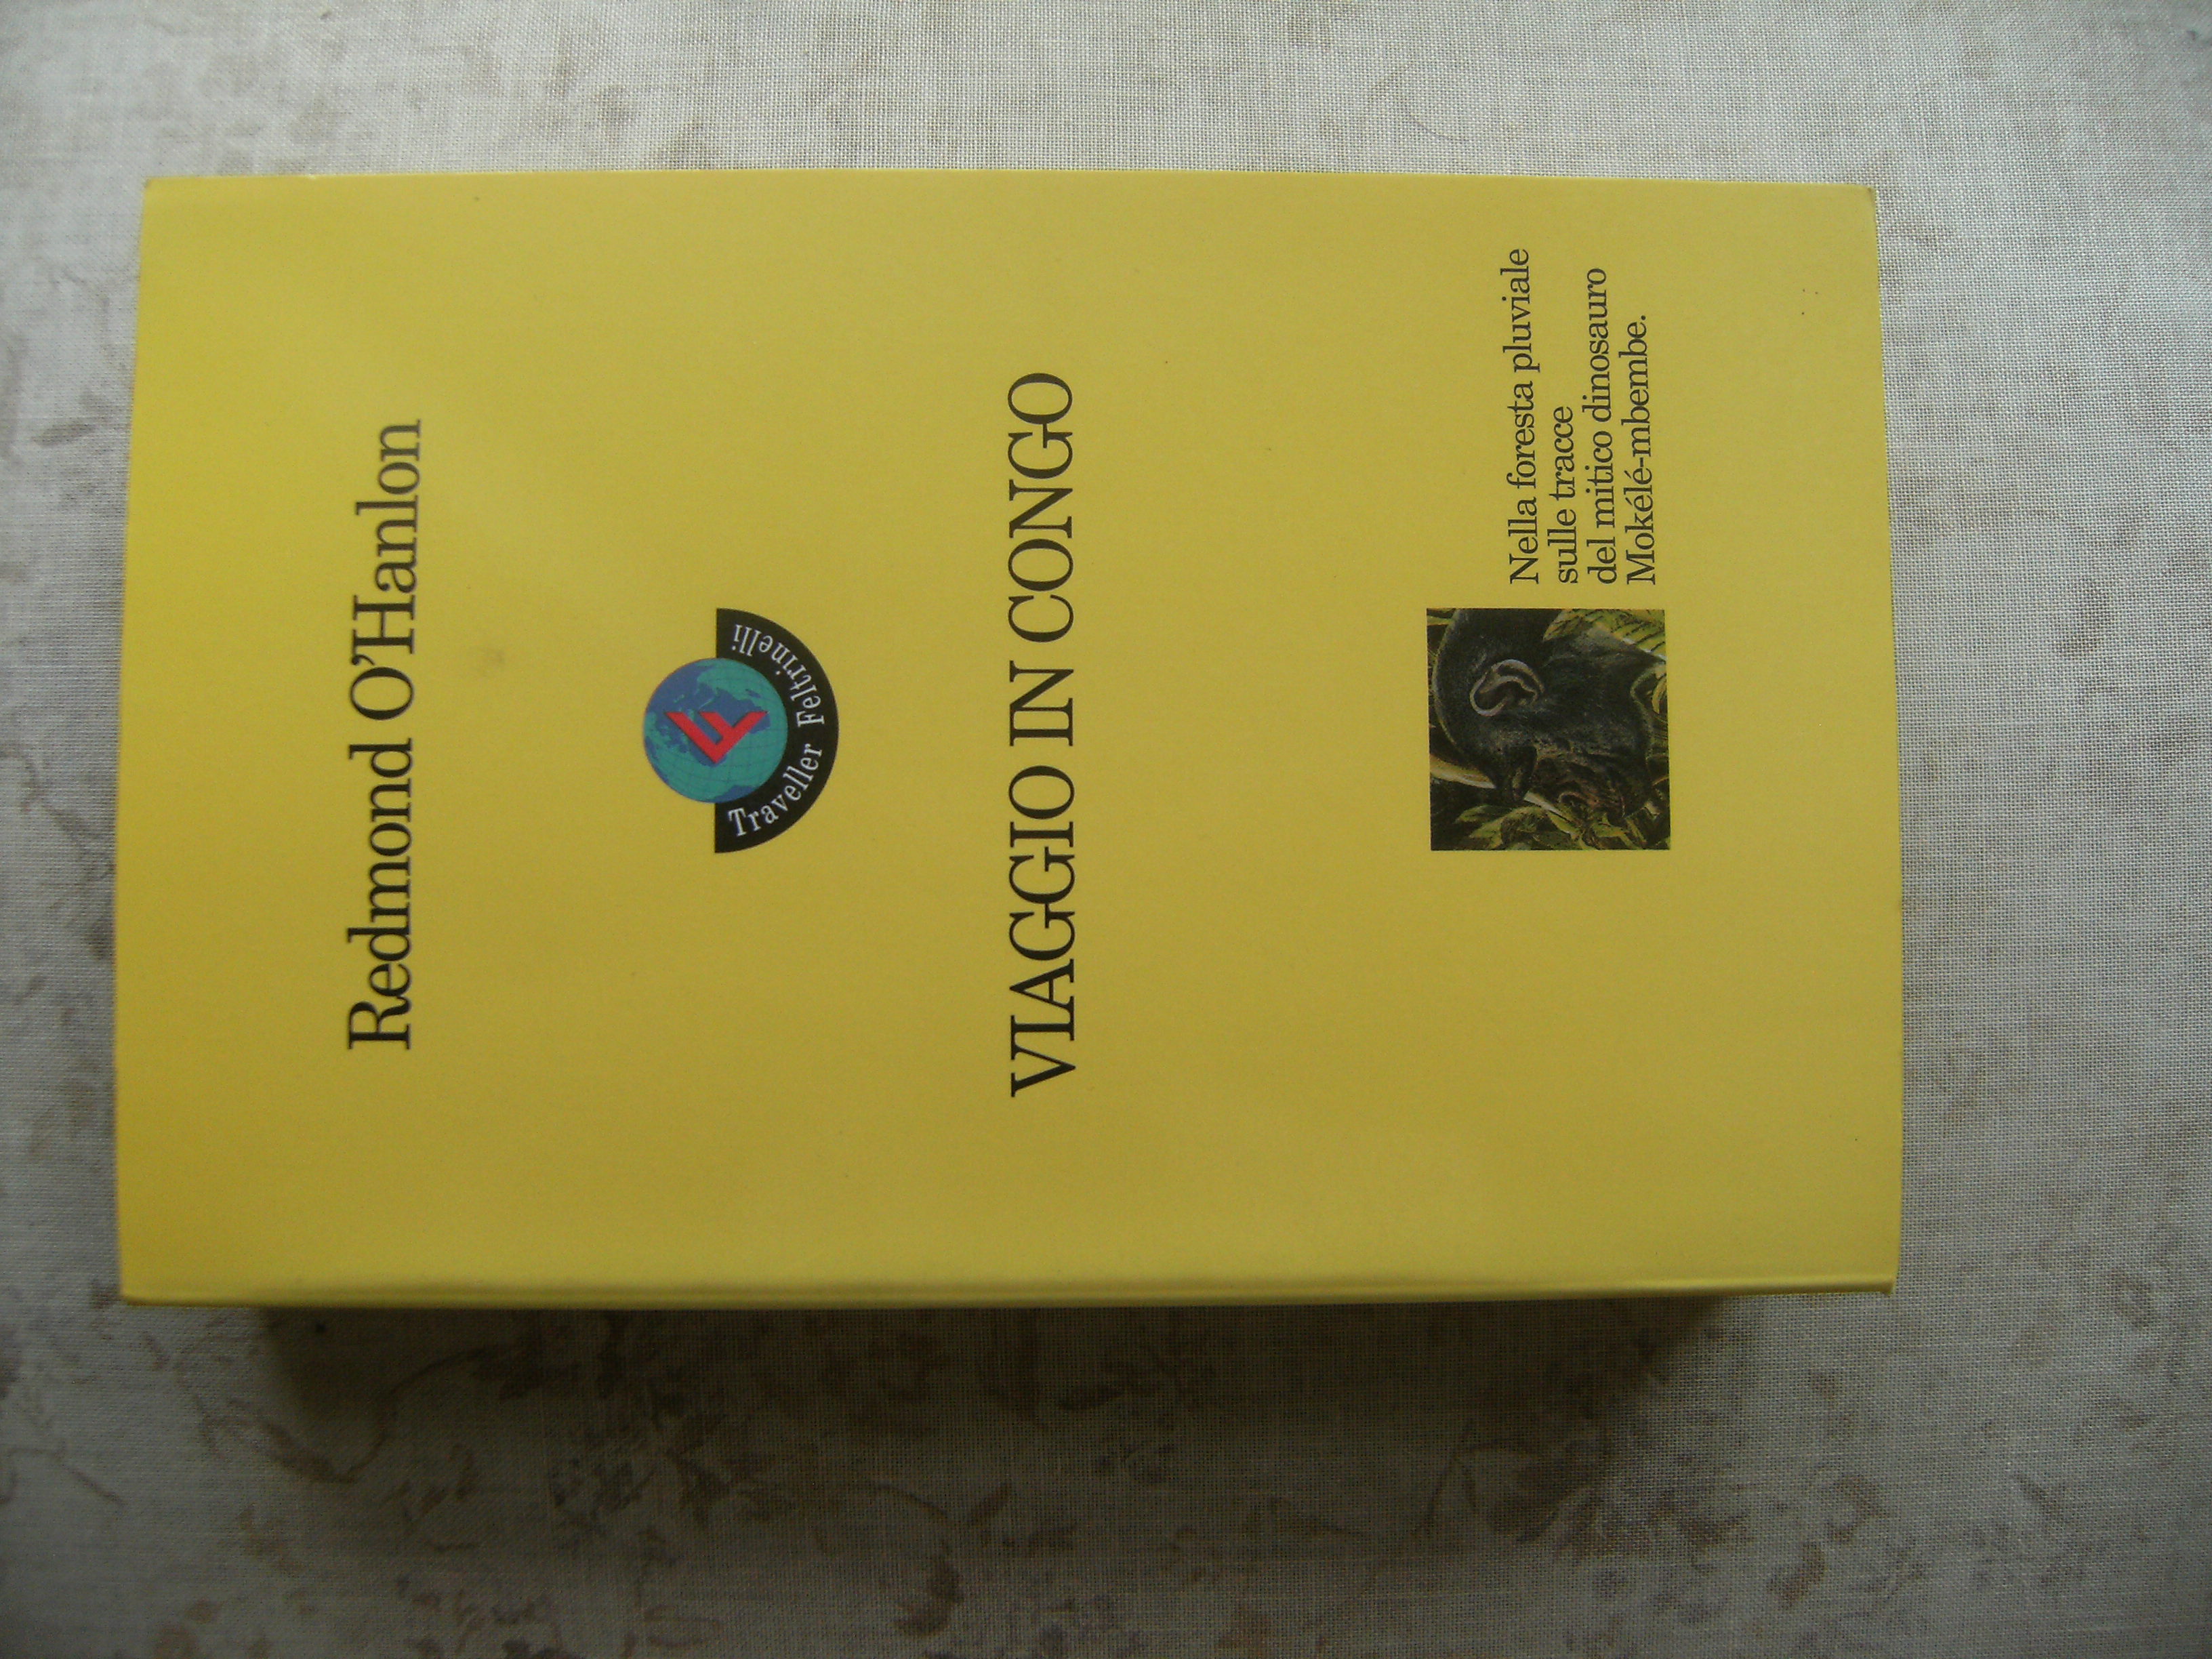 Redmond O'Hanlon
Traveller Feltrinelli
VIAGGIO IN CONGO
Nella foresta pluviale
sulle tracce
del mitico dinosauro
Mokélé-mbembe.